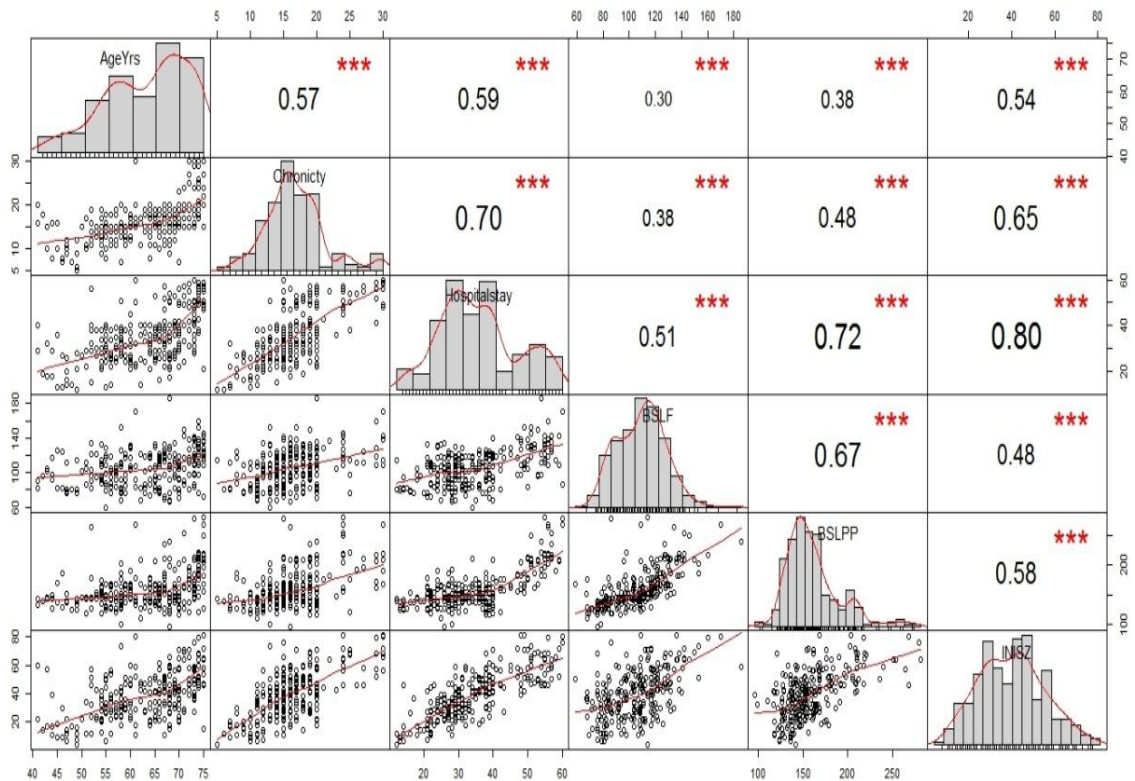 5 10 15 20 25 30 60 80 100 120 140 160 180 20 40 60 80
AgeYrs *** *** *** *** ***
0.57 0.59 0.30 0.38 0.54
40 50 60 70
5 10 20 30
Chronicty *** *** *** ***
0.70 0.38 0.48 0.65
Hospitalstay *** *** ***
0.51 0.72 0.80
20 40 60
60 100 140 180
BSLF *** ***
0.67 0.48
BSLPP ***
0.58
100 200
20 40 60 80
INISZ
40 45 50 55 60 65 70 75 20 30 40 50 60 100 150 200 250